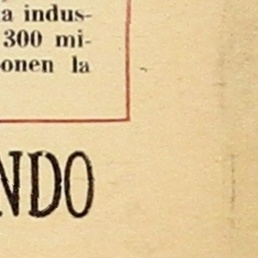 a indus-
300 mi-
onen la
NDO